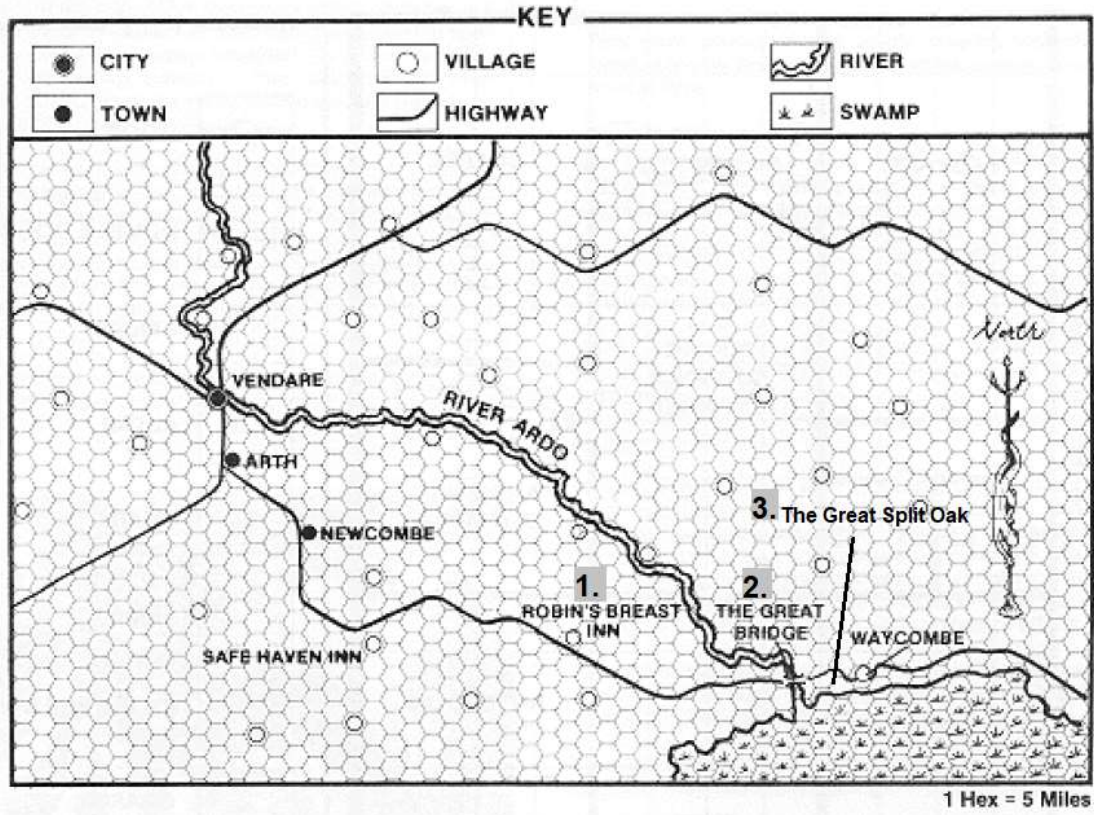 KEY
CITY
VILLAGE
RIVER
TOWN
HIGHWAY
SWAMP
North
VENDARE
RIVER ARDO
ARTH
3. The Great Split Oak
NEWCOMBE
1.
ROBIN'S BREAST
INN
2.
THE GREAT
BRIDGE
WAYCOMBE
SAFE HAVEN INN
1 Hex = 5 Miles